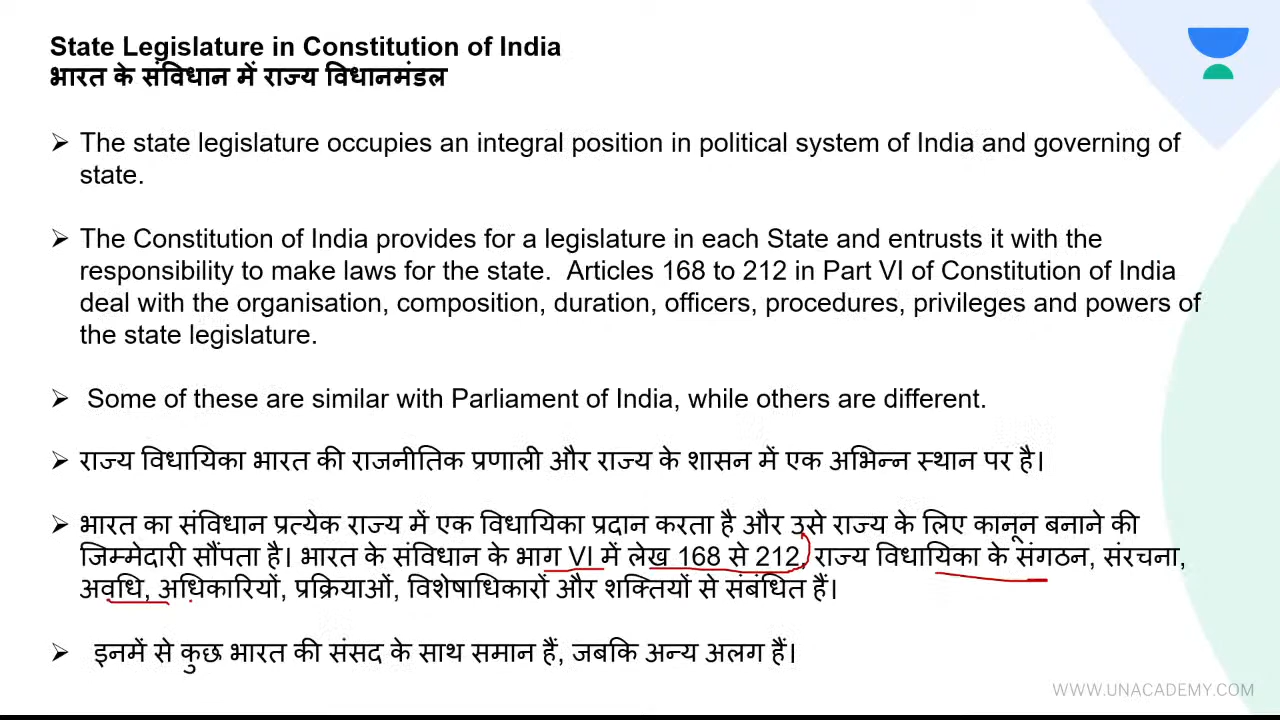 State Legislature in Constitution of India
भारत के संविधान में राज्य विधानमंडल
➢ The state legislature occupies an integral position in political system of India and governing of
state.
➢ The Constitution of India provides for a legislature in each State and entrusts it with the
responsibility to make laws for the state. Articles 168 to 212 in Part VI of Constitution of India
deal with the organisation, composition, duration, officers, procedures, privileges and powers of
the state legislature.
➢ Some of these are similar with Parliament of India, while others are different.
➢ राज्य विधायिका भारत की राजनीतिक प्रणाली और राज्य के शासन में एक अभिन्न स्थान पर है।
➢ भारत का संविधान प्रत्येक राज्य में एक विधायिका प्रदान करता है और उसे राज्य के लिए कानून बनाने की
जिम्मेदारी सौंपता है। भारत के संविधान के भाग VI में लेख 168 से 212, राज्य विधायिका के संगठन, संरचना,
अवधि, अधिकारियों, प्रक्रियाओं, विशेषाधिकारों और शक्तियों से संबंधित हैं।
➢ इनमें से कुछ भारत की संसद के साथ समान हैं, जबकि अन्य अलग हैं।
WWW.UNACADEMY.COM